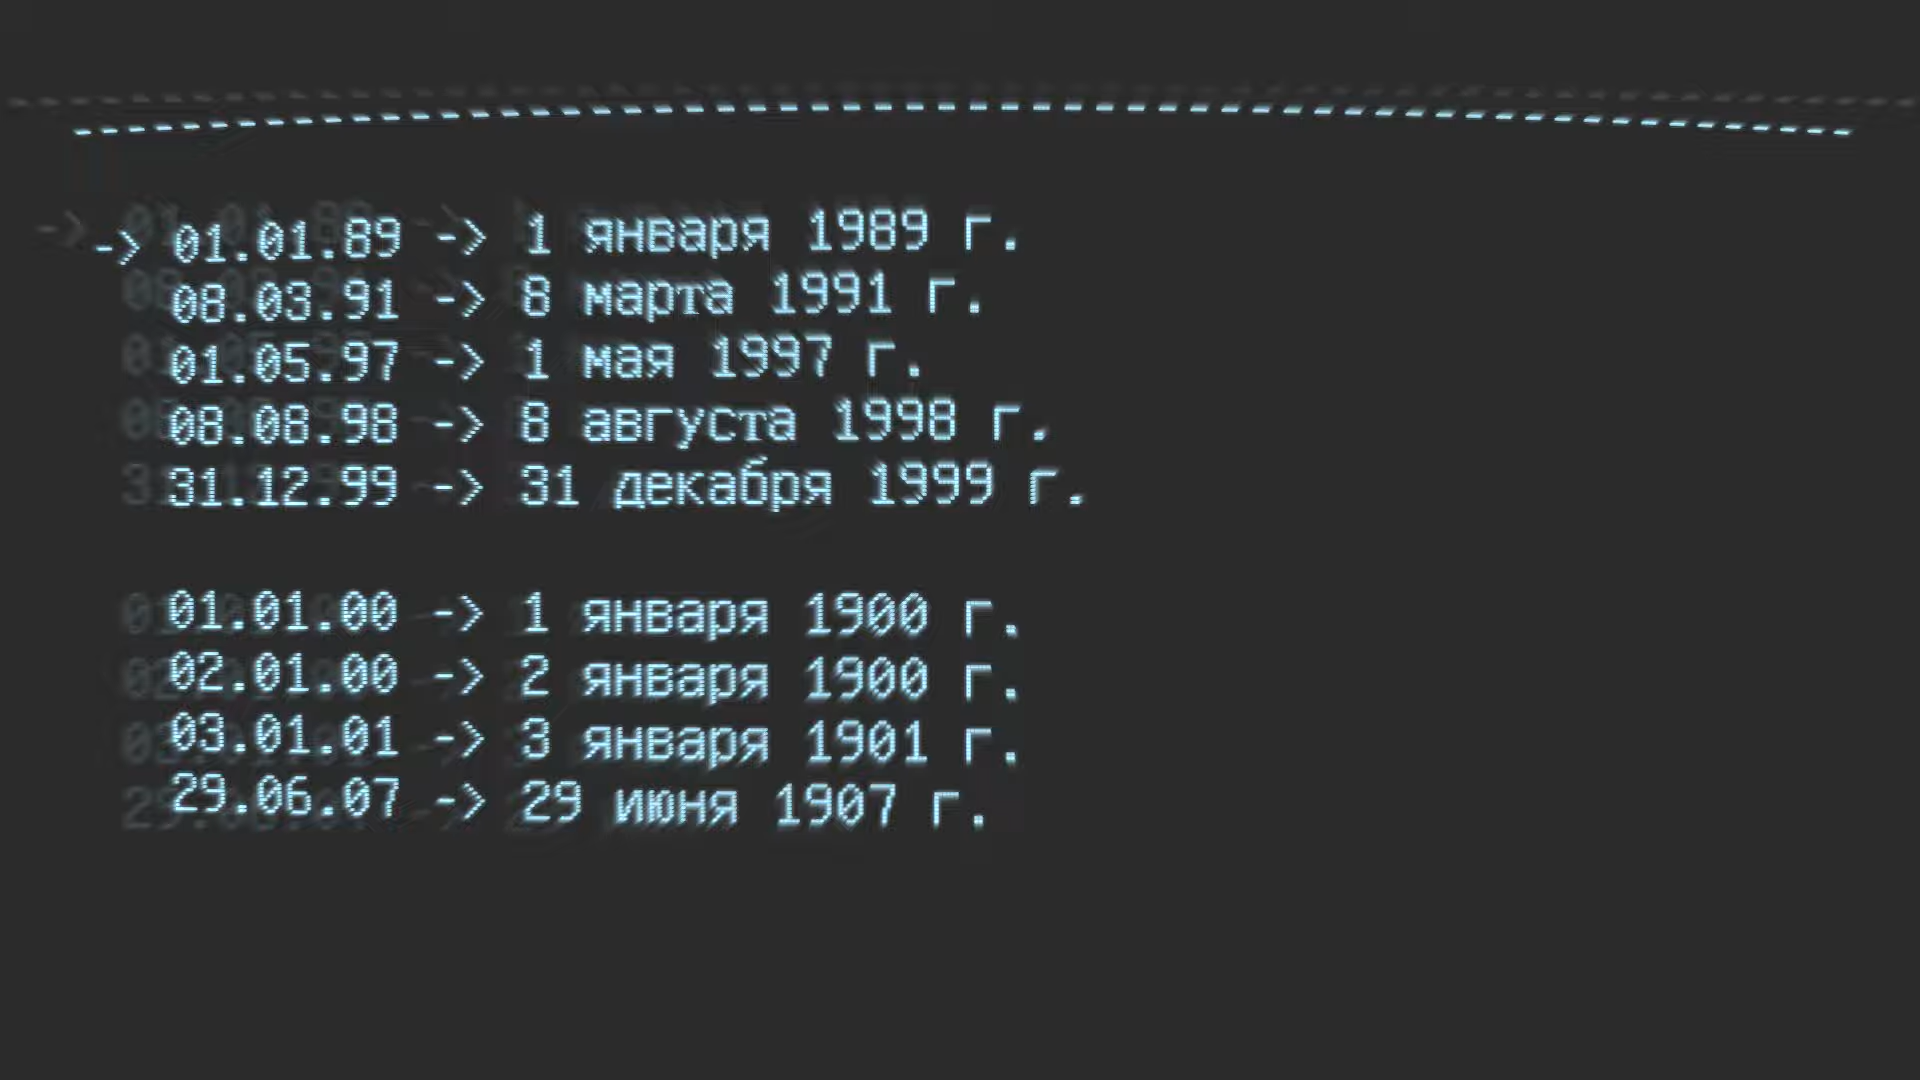 -> 01.01.89 -> 1 января 1989 г.
08.03.91 -> 8 марта 1991 г.
01.05.97 -> 1 мая 1997 г.
08.08.98 -> 8 августа 1998 г.
31.12.99 -> 31 декабря 1999 г.
01.01.00 -> 1 января 1900 г.
02.01.00 -> 2 января 1900 г.
03.01.01 -> 3 января 1901 г.
29.06.07 -> 29 июня 1907 г.